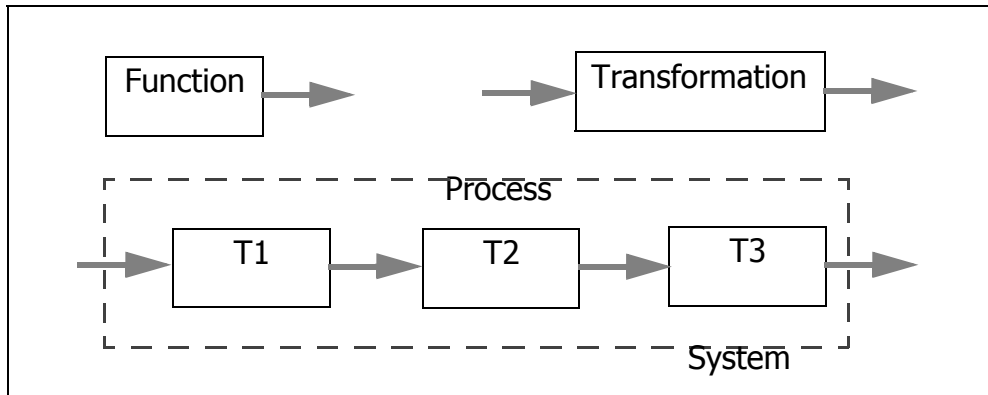 Function
Transformation
Process
T1
T2
T3
System